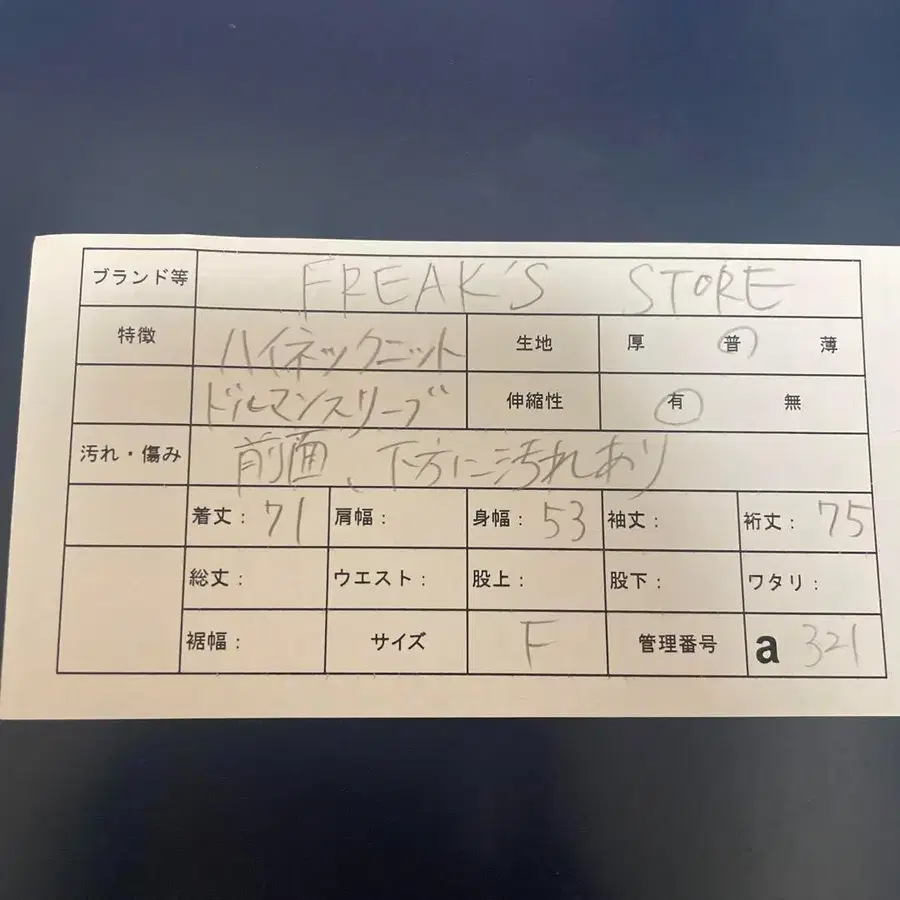 ブランド等 FREAK'S STORE
特徴 ハイネックニット 生地 厚 普 薄
ドルマンスリーブ 伸縮性 有 無
汚れ・傷み 前面、下方に汚れあり
着丈：71 肩幅： 身幅：53 袖丈： 裄丈：75
総丈： ウエスト： 股上： 股下： ワタリ：
裾幅： サイズ F 管理番号 a 321